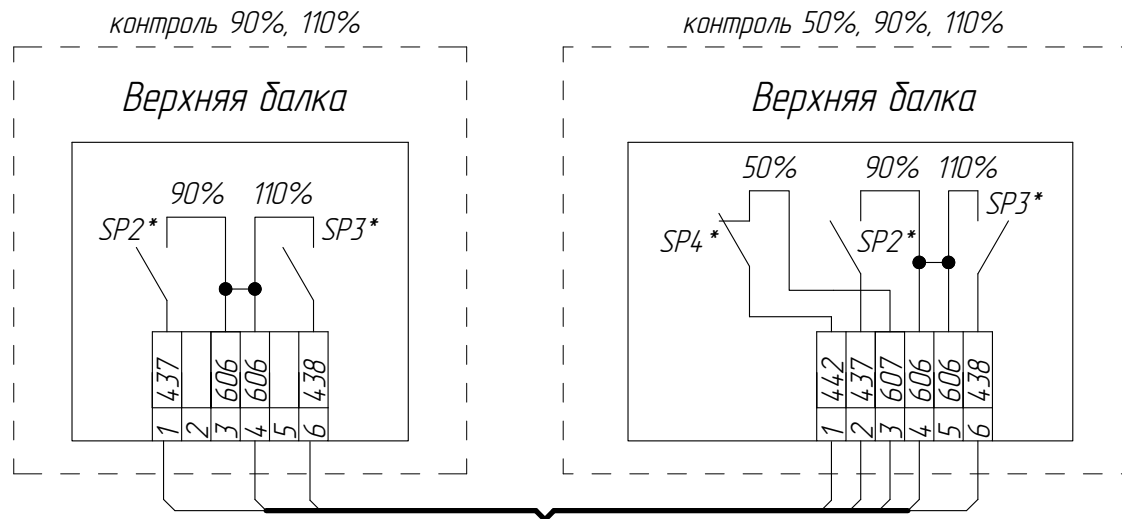 контроль 90%, 110%
Верхняя балка
90% 110%
SP2* SP3*
437 606 606 438
1 2 3 4 5 6
контроль 50%, 90%, 110%
Верхняя балка
50% 90% 110%
SP4* SP2* SP3*
442 437 607 606 606 438
1 2 3 4 5 6